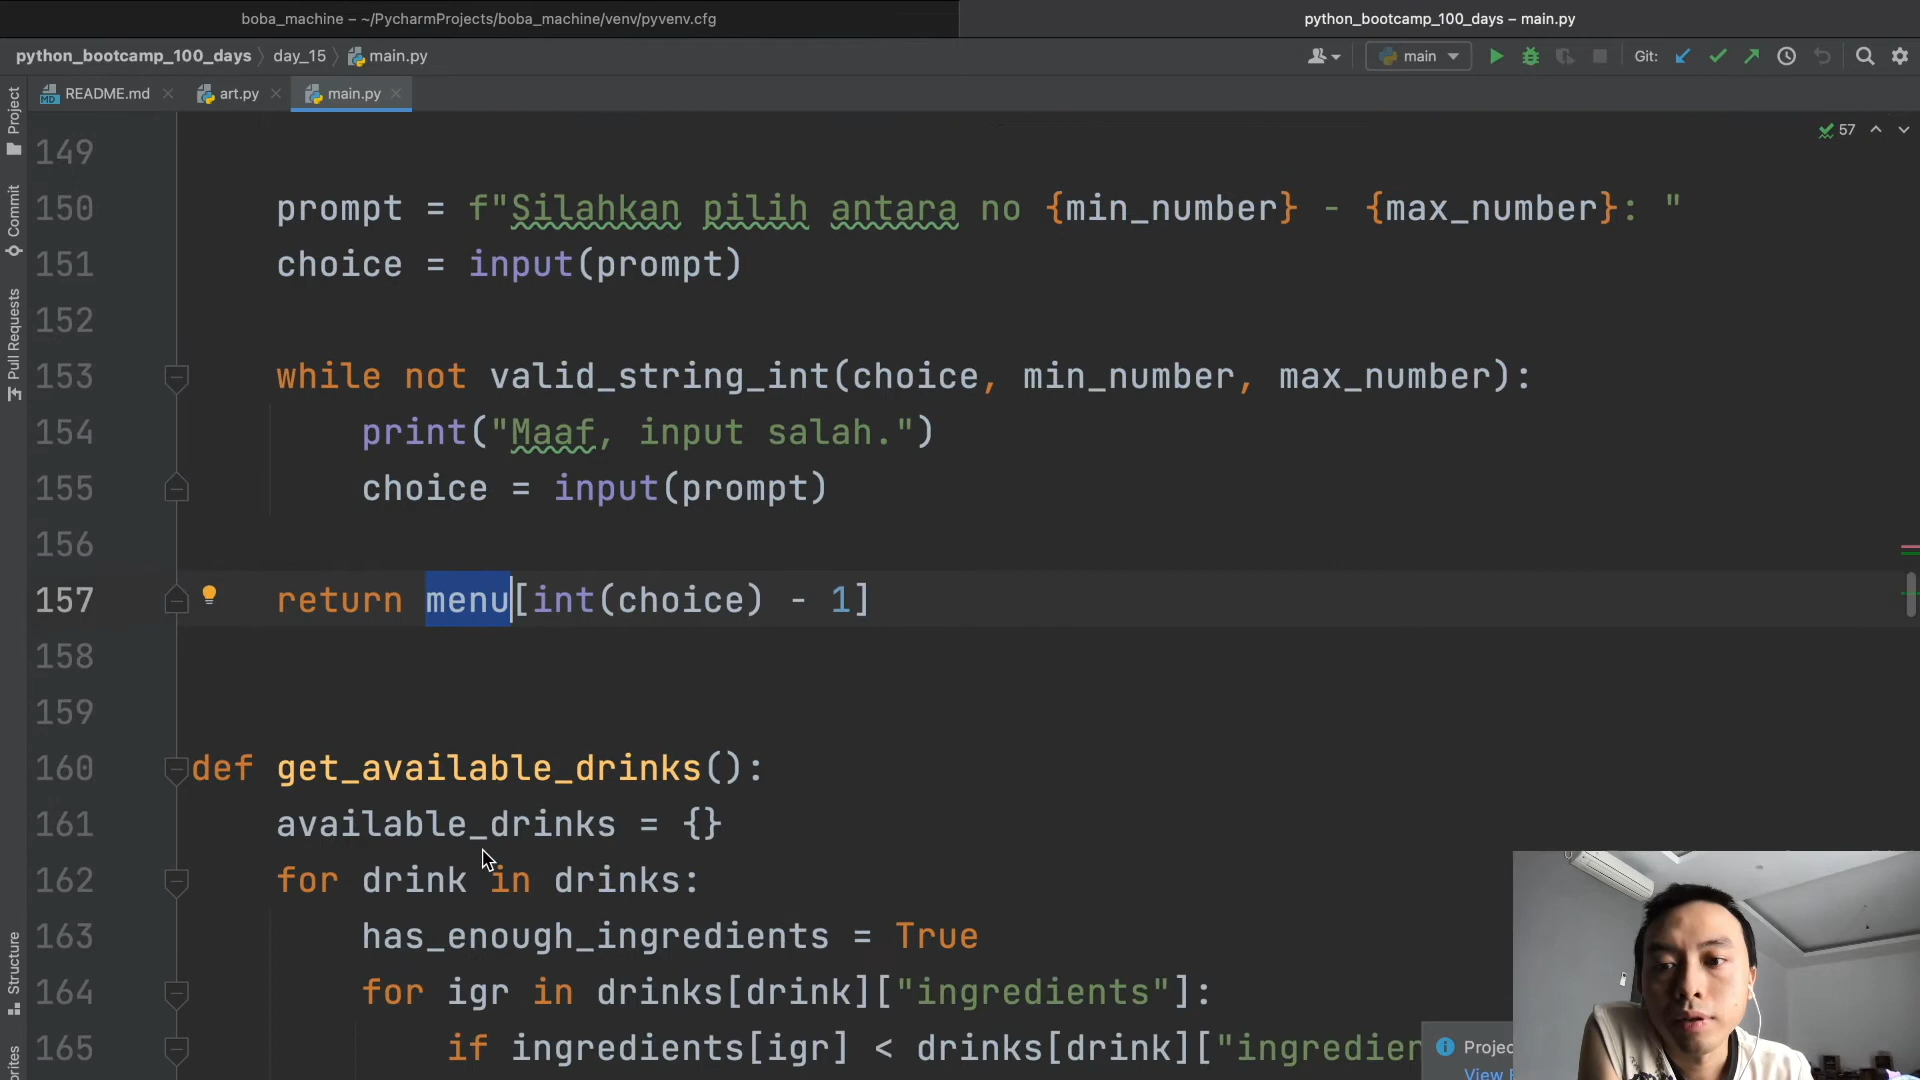 boba_machine – ~/PycharmProjects/boba_machine/venv/pyvenv.cfg
python_bootcamp_100_days – main.py
python_bootcamp_100_days day_15 main.py
main
Git:
README.md art.py main.py
Project
Commit
Pull Requests
Structure
57
149
150 prompt = f"Silahkan pilih antara no {min_number} - {max_number}: "
151 choice = input(prompt)
152
153 while not valid_string_int(choice, min_number, max_number):
154 print("Maaf, input salah.")
155 choice = input(prompt)
156
157 return menu[int(choice) - 1]
158
159
160 def get_available_drinks():
161 available_drinks = {}
162 for drink in drinks:
163 has_enough_ingredients = True
164 for igr in drinks[drink]["ingredients"]:
165 if ingredients[igr] < drinks[drink]["ingredier
Projec
View